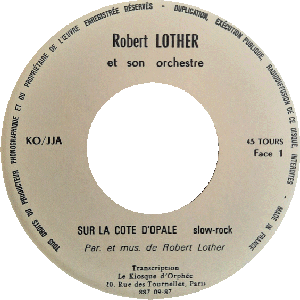 TOUS DROITS DU PRODUCTEUR PHONOGRAPHIQUE ET DU PROPRIÉTAIRE DE L'ŒUVRE ENREGISTRÉE RÉSERVÉS • DUPLICATION, EXÉCUTION PUBLIQUE, RADIODIFFUSION DE CE DISQUE INTERDITES • MADE IN FRANCE
Robert LOTHER
et son orchestre
KO/JJA
45 TOURS
Face 1
SUR LA COTE D'OPALE slow-rock
Par. et mus. de Robert Lother
Transcription
Le Kiosque d'Orphée
20, Rue des Tournelles, Paris
887 09-87